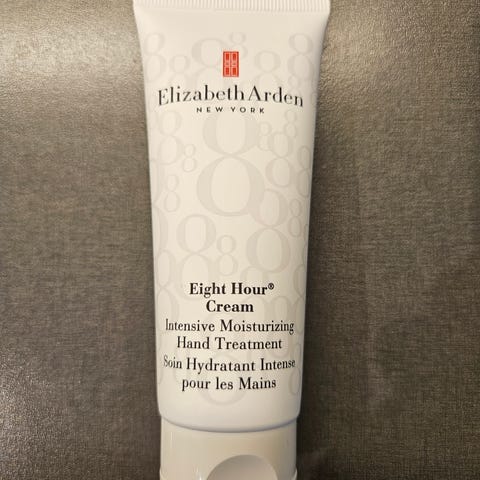 Elizabeth Arden
NEW YORK
Eight Hour®
Cream
Intensive Moisturizing
Hand Treatment
Soin Hydratant Intense
pour les Mains